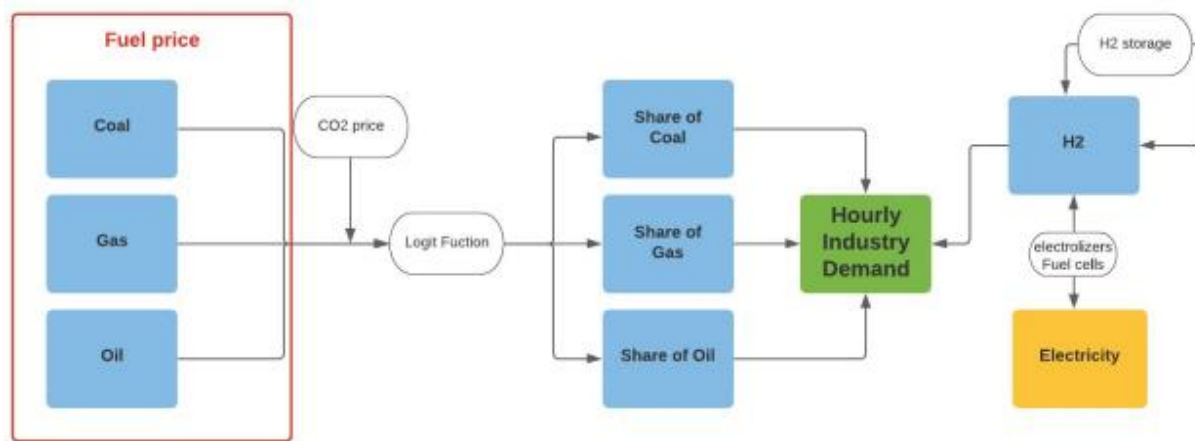 Fuel price
Coal
Gas
Oil
CO2 price
Logit Fuction
Share of
Coal
Share of
Gas
Share of Oil
Hourly
Industry
Demand
H2 storage
H2
electrolizers
Fuel cells
Electricity